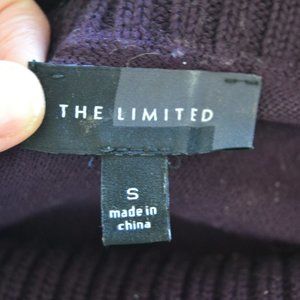 THE LIMITED
S
made in
china